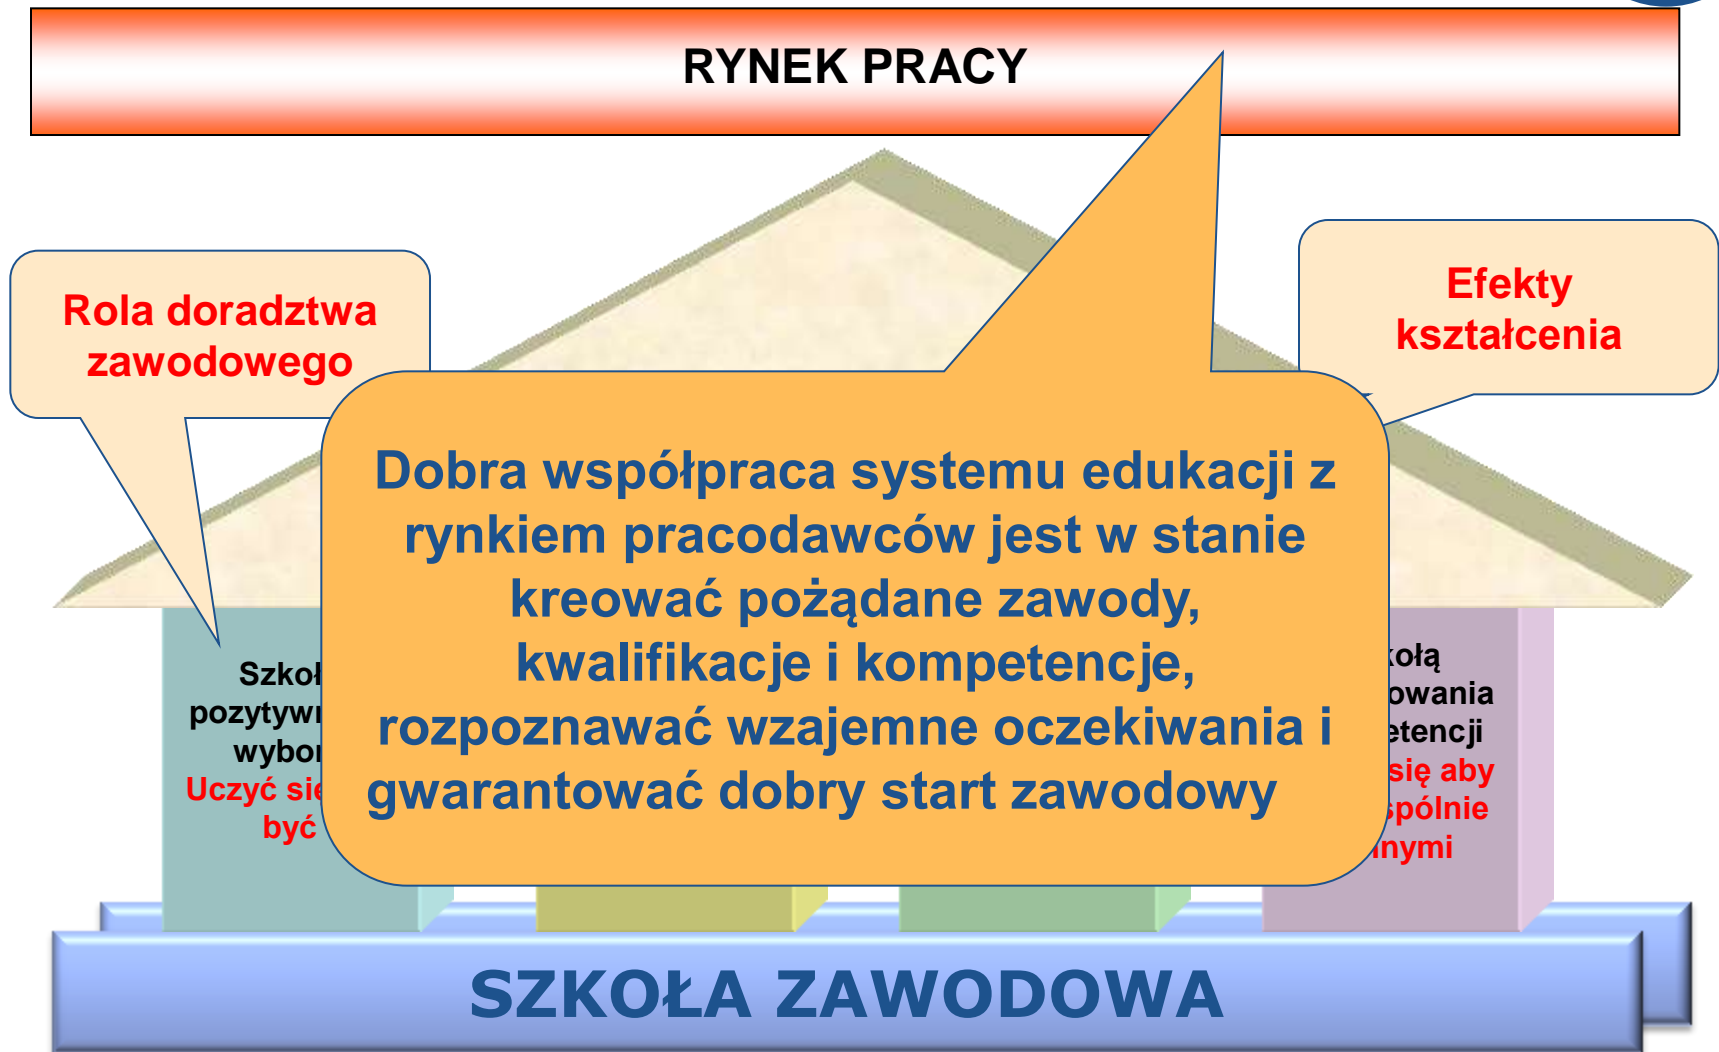 RYNEK PRACY
Rola doradztwa
zawodowego
Efekty
kształcenia
Dobra współpraca systemu edukacji z
rynkiem pracodawców jest w stanie
kreować pożądane zawody,
kwalifikacje i kompetencje,
rozpoznawać wzajemne oczekiwania i
gwarantować dobry start zawodowy
Uczyć się
być
się aby
SZKOŁA ZAWODOWA